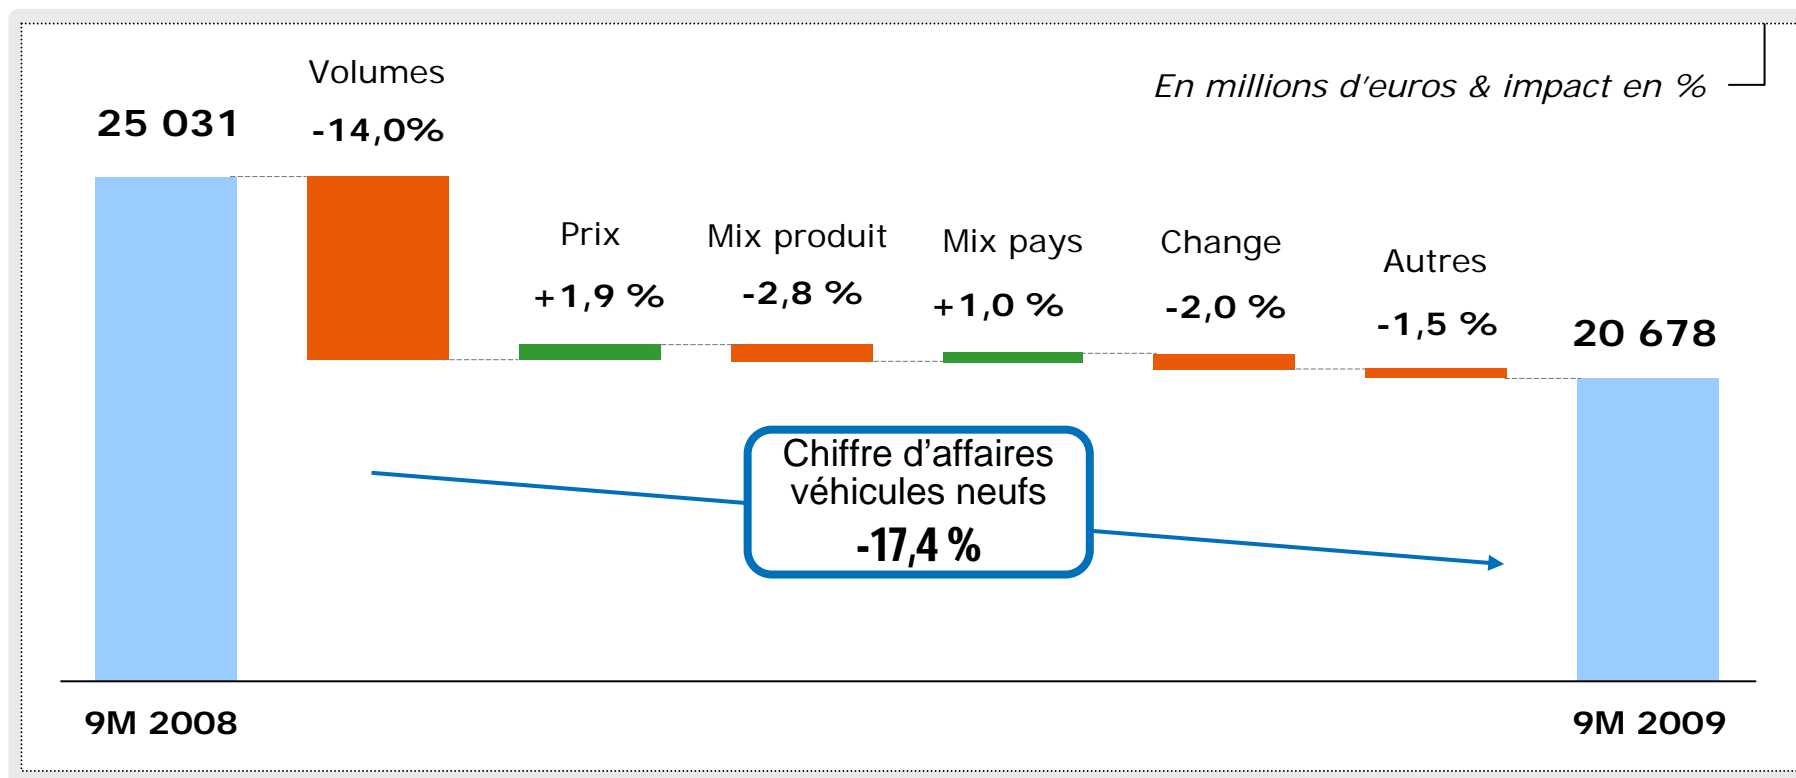 En millions d'euros & impact en %
25 031
Volumes
-14,0%
Prix
+1,9 %
Mix produit
-2,8 %
Mix pays
+1,0 %
Change
-2,0 %
Autres
-1,5 %
20 678
Chiffre d’affaires
véhicules neufs
-17,4 %
9M 2008
9M 2009